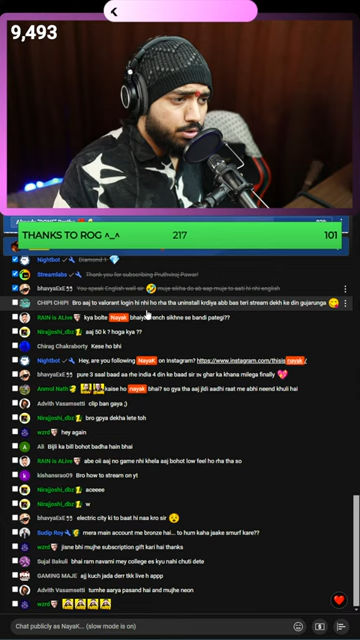 9,493
THANKS TO ROG ^_^ 217 101
Nightbot Diamond 1
Streamlabs Thank you for subscribing Pruthviraj Pawar!
bhavyaExE You speak English well sir muje sikha do ab aap muje to aati hi nhi english
CHIPI CHIPI Bro aaj to valorant login hi nhi ho rha tha uninstall krdiya abb bas teri stream dekh ke din gujarunga
RAIN is ALive kya bolte Nayak bhaiya french sikhne se bandi pategi??
Nirajjoshi_dbz aaj 50 k ? hoga kya ??
Chirag Chakraborty Kese ho bhi
Nightbot Hey, are you following NayaK on Instagram? https://www.instagram.com/thisisnayak/
bhavyaExE pure 3 saal baad aa the india 4 din ke baad sir sv ghar ka khana milega finally
Anmol Nath kaise ho nayak bhai? so gya tha aaj jldi aadhi raat me abhi neend khuli hai
Advith Vasamsetti clip ban gaya ;)
Nirajjoshi_dbz bro gpya dekha lete toh
wzrd hey again
Ali Bijli ka bill bohot badha hain bhai
RAIN is ALive abe oii aaj no game nhi khela aaj bohot low feel ho rha tha so
kishansrao09 Bro how to stream on yt
Nirajjoshi_dbz aceeee
Nirajjoshi_dbz w
bhavyaExE electric city ki to baat hi naa kro sir
Sudip Roy mera main account me bronze hai... to hum kaha jaake smurf kare??
wzrd jiane bhi mujhe subscription gift kari hai thanks
Sujal Bakuli bhai ram navami mey college es kyu nahi chuti dete
GAMING MAJE ajj kuch jada derr tkk live h appp
Advith Vasamsetti tumhe aarya pasand hai and mujhe neon
wzrd
Chat publicly as NayaK... (slow mode is on)